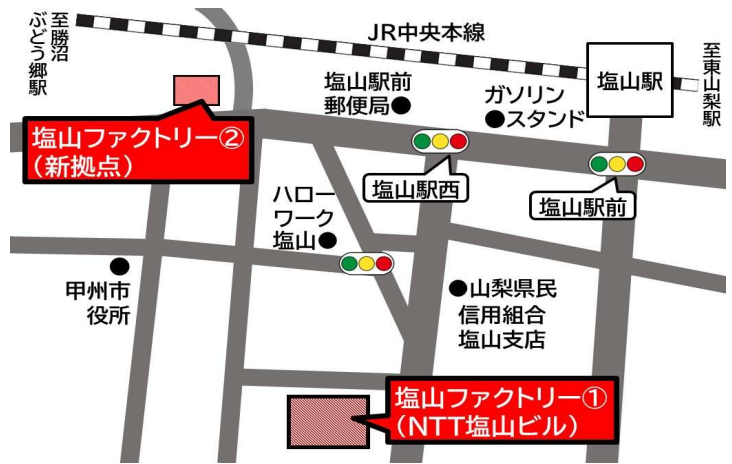 至勝沼
ぶどう郷駅
JR中央本線
塩山駅
至東山梨駅
塩山駅前
郵便局●
ガソリン
●スタンド
塩山ファクトリー②
(新拠点)
塩山駅西
塩山駅前
ハロー
ワーク
塩山●
●
甲州市
役所
●山梨県民
信用組合
塩山支店
塩山ファクトリー①
(NTT塩山ビル)